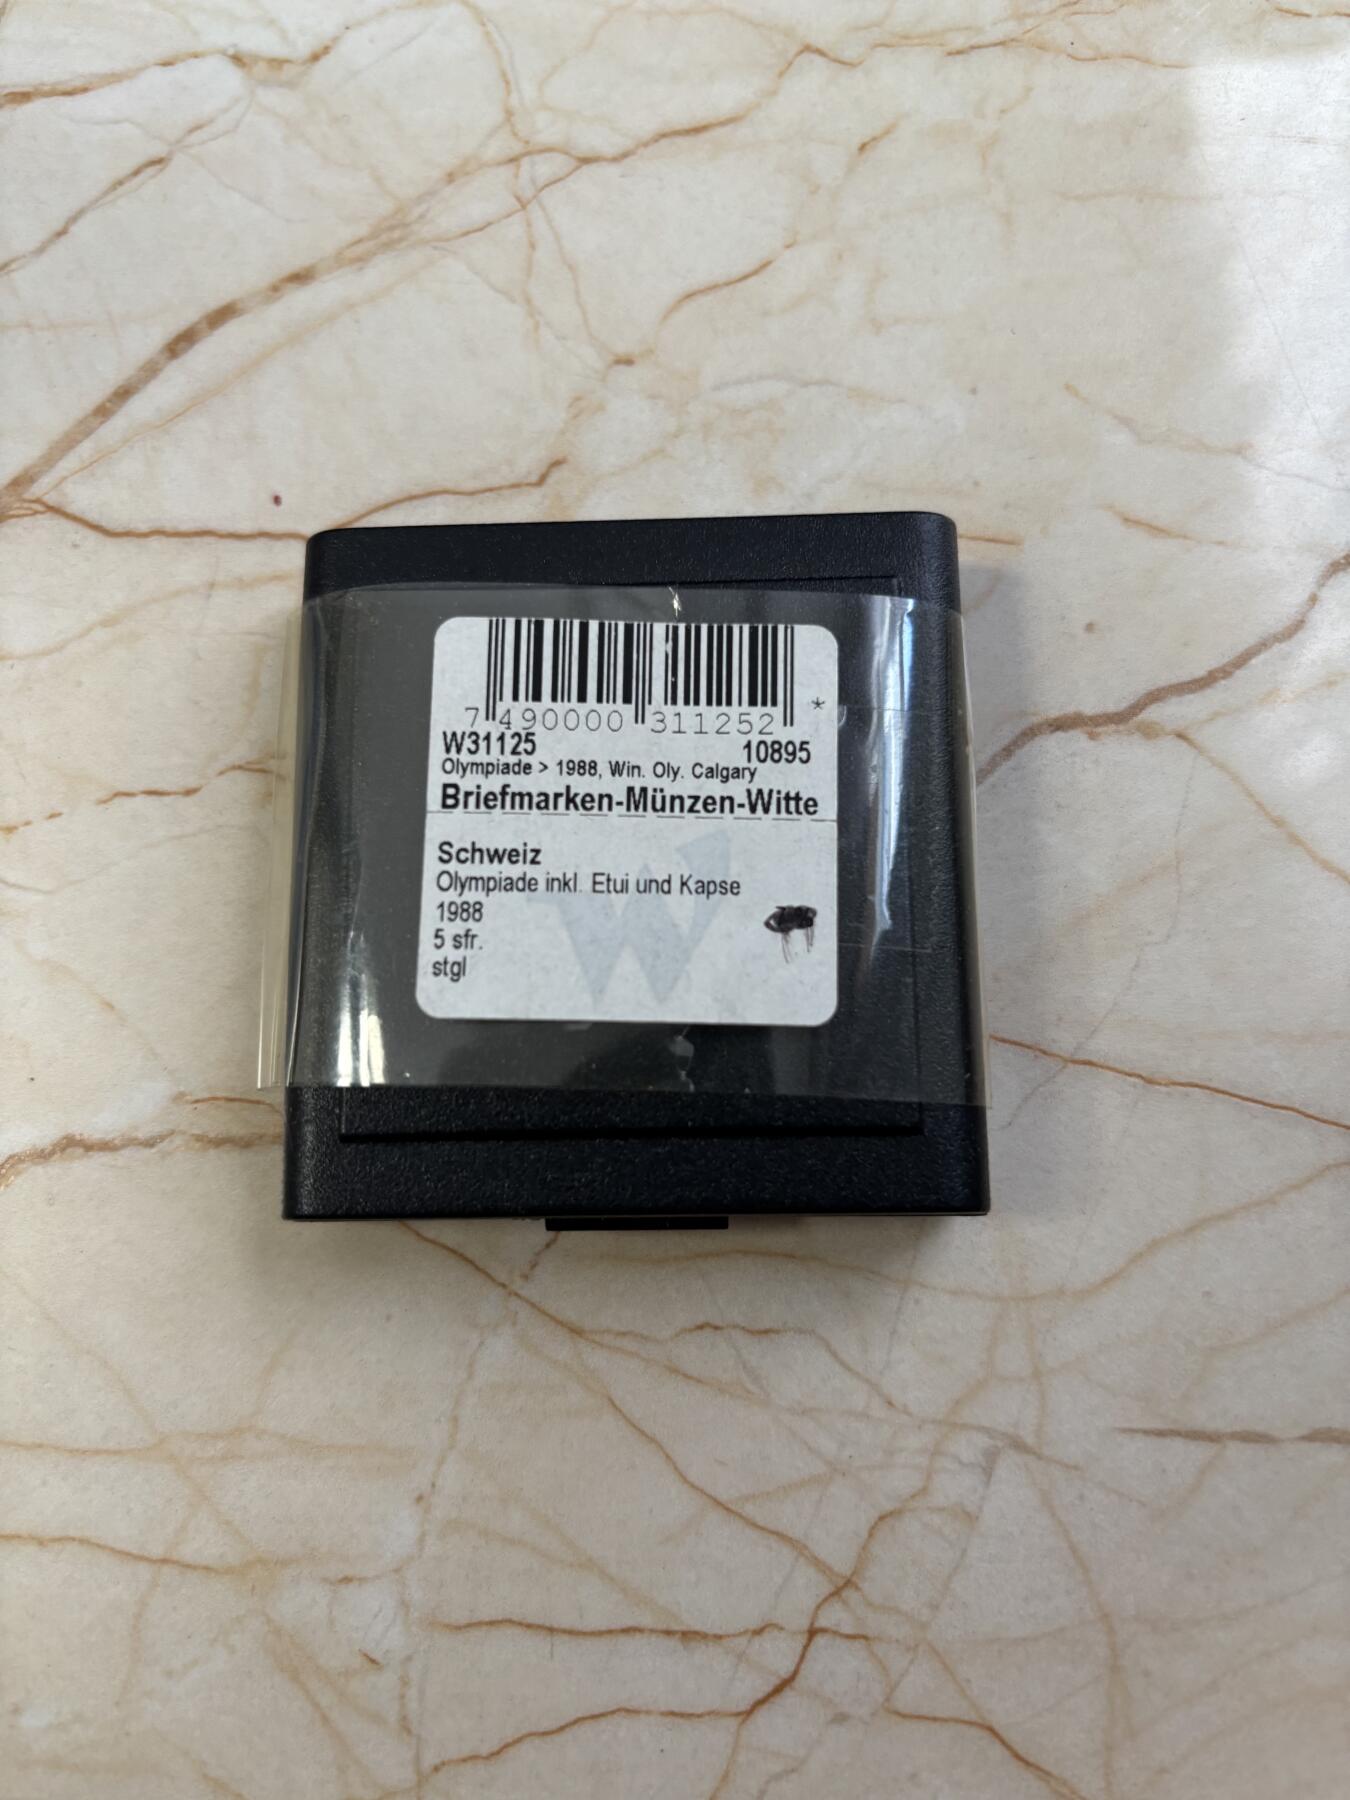 7 490000 311252 *
W31125 10895
Olympiade > 1988, Win. Oly. Calgary
Briefmarken-Münzen-Witte
Schweiz
Olympiade inkl. Etui und Kapse
1988
5 sfr.
stgl
W